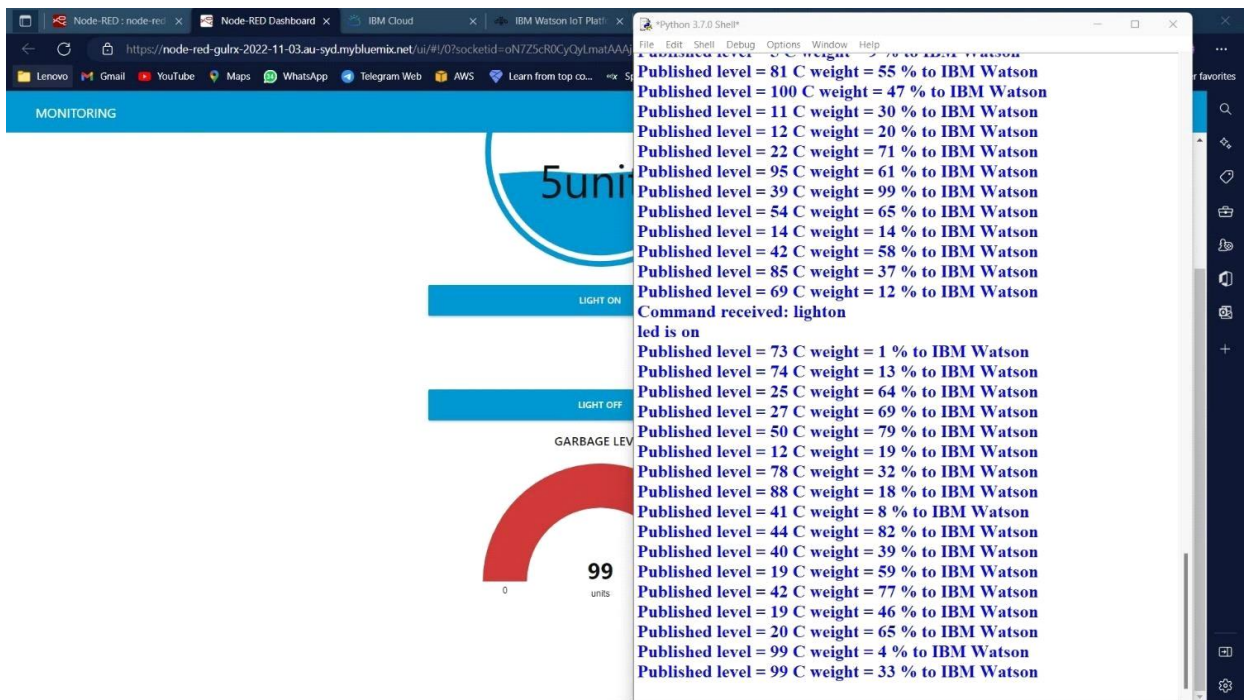 Node-RED : node-red
Node-RED Dashboard
IBM Cloud
IBM Watson IoT Platf
https://node-red-gulrx-2022-11-03.au-syd.mybluemix.net/ui/#!/0?socketid=oN7Z5cR0CyQyLmatAAAj
Lenovo Gmail YouTube Maps WhatsApp Telegram Web AWS Learn from top co... Sp
r favorites
MONITORING
5unit
LIGHT ON
LIGHT OFF
GARBAGE LEV
99
0
units
*Python 3.7.0 Shell*
File Edit Shell Debug Options Window Help
Published level = 81 C weight = 55 % to IBM Watson
Published level = 100 C weight = 47 % to IBM Watson
Published level = 11 C weight = 30 % to IBM Watson
Published level = 12 C weight = 20 % to IBM Watson
Published level = 22 C weight = 71 % to IBM Watson
Published level = 95 C weight = 61 % to IBM Watson
Published level = 39 C weight = 99 % to IBM Watson
Published level = 54 C weight = 65 % to IBM Watson
Published level = 14 C weight = 14 % to IBM Watson
Published level = 42 C weight = 58 % to IBM Watson
Published level = 85 C weight = 37 % to IBM Watson
Published level = 69 C weight = 12 % to IBM Watson
Command received: lighton
led is on
Published level = 73 C weight = 1 % to IBM Watson
Published level = 74 C weight = 13 % to IBM Watson
Published level = 25 C weight = 64 % to IBM Watson
Published level = 27 C weight = 69 % to IBM Watson
Published level = 50 C weight = 79 % to IBM Watson
Published level = 12 C weight = 19 % to IBM Watson
Published level = 78 C weight = 32 % to IBM Watson
Published level = 88 C weight = 18 % to IBM Watson
Published level = 41 C weight = 8 % to IBM Watson
Published level = 44 C weight = 82 % to IBM Watson
Published level = 40 C weight = 39 % to IBM Watson
Published level = 19 C weight = 59 % to IBM Watson
Published level = 42 C weight = 77 % to IBM Watson
Published level = 19 C weight = 46 % to IBM Watson
Published level = 20 C weight = 65 % to IBM Watson
Published level = 99 C weight = 4 % to IBM Watson
Published level = 99 C weight = 33 % to IBM Watson